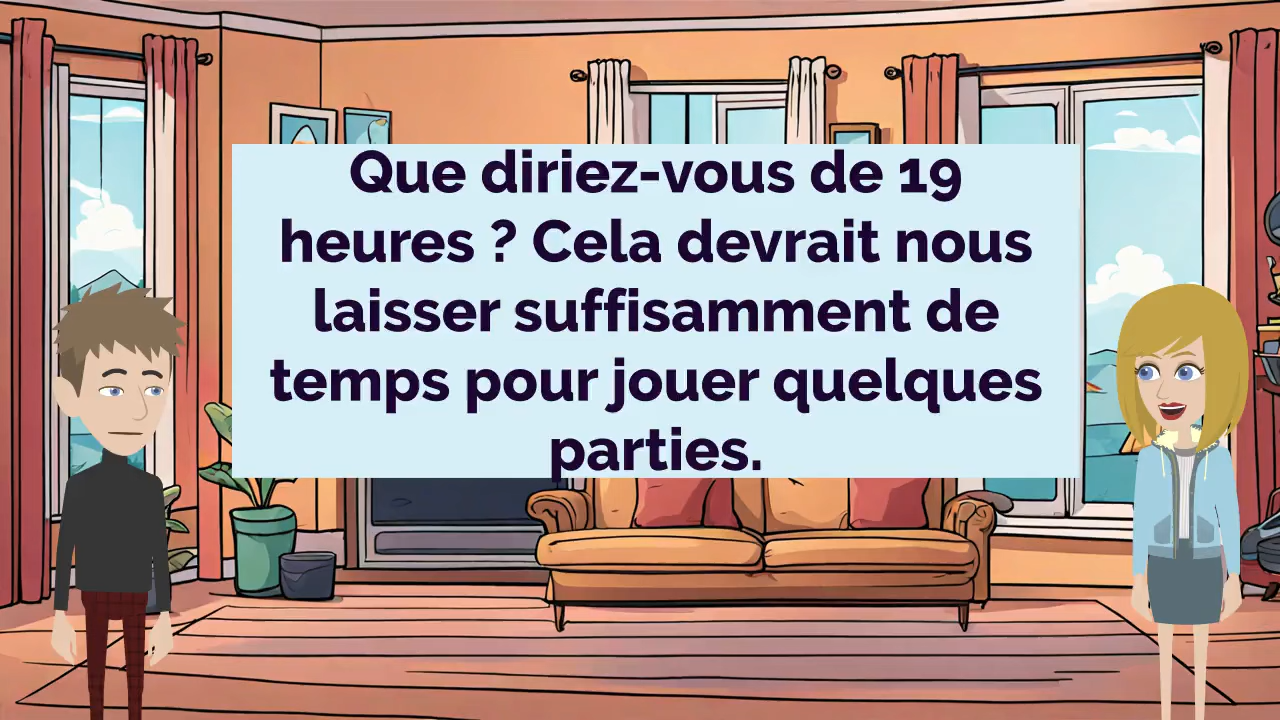 Que diriez-vous de 19
heures ? Cela devrait nous
laisser suffisamment de
temps pour jouer quelques
parties.